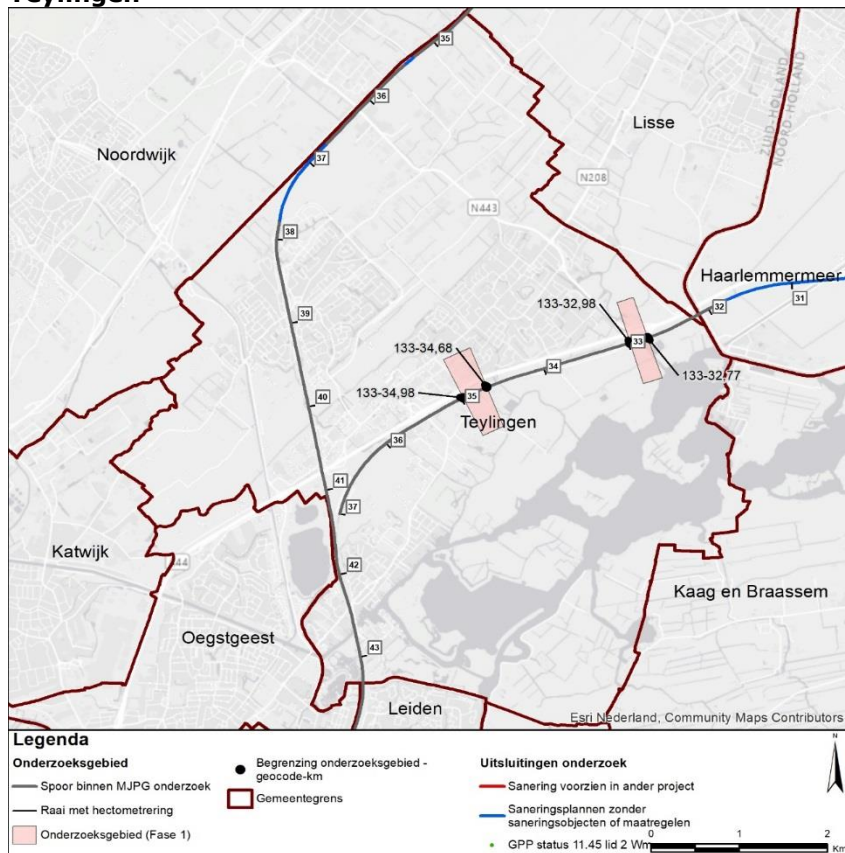 Teylingen
35
36
Lisse
ZUID-HOLLAND
NOORD-HOLLAND
Noordwijk
37
N208
N443
38
Haarlemmermeer
31
32
39
133-32,98
33
133-34,68
133-32,77
34
40
133-34,98
35
Teylingen
36
41
37
Katwijk
A44
42
Kaag en Braassem
Oegstgeest
43
Leiden
Esri Nederland, Community Maps Contributors
Legenda
Onderzoeksgebied
Spoor binnen MJPG onderzoek
Raai met hectometrering
Onderzoeksgebied (Fase 1)
Begrenzing onderzoeksgebied -
geocode-km
Gemeentegrens
Uitsluitingen onderzoek
Sanering voorzien in ander project
Saneringsplannen zonder
saneringsobjecten of maatregelen
GPP status 11.45 lid 2 Wm
N
0 1 2
Km